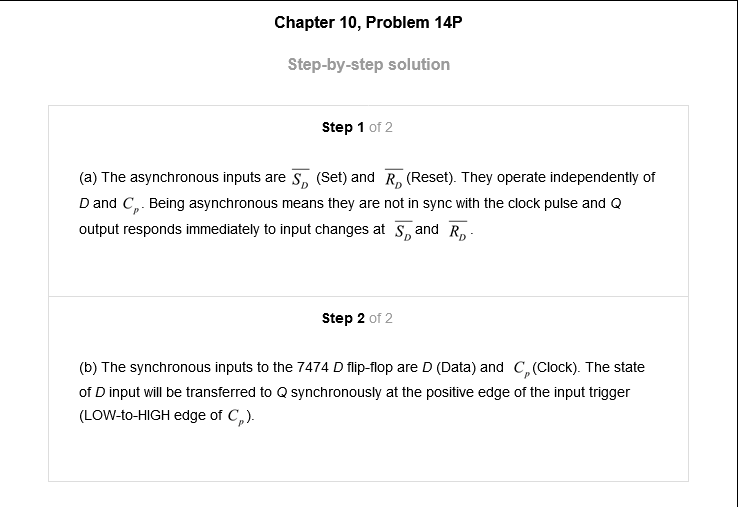 Chapter 10, Problem 14P
Step-by-step solution
Step 1 of 2
(a) The asynchronous inputs are $\overline{S_D}$ (Set) and $\overline{R_D}$ (Reset). They operate independently of
D and $C_p$. Being asynchronous means they are not in sync with the clock pulse and Q
output responds immediately to input changes at $\overline{S_D}$ and $\overline{R_D}$.
Step 2 of 2
(b) The synchronous inputs to the 7474 D flip-flop are D (Data) and $C_p$ (Clock). The state
of D input will be transferred to Q synchronously at the positive edge of the input trigger
(LOW-to-HIGH edge of $C_p$).